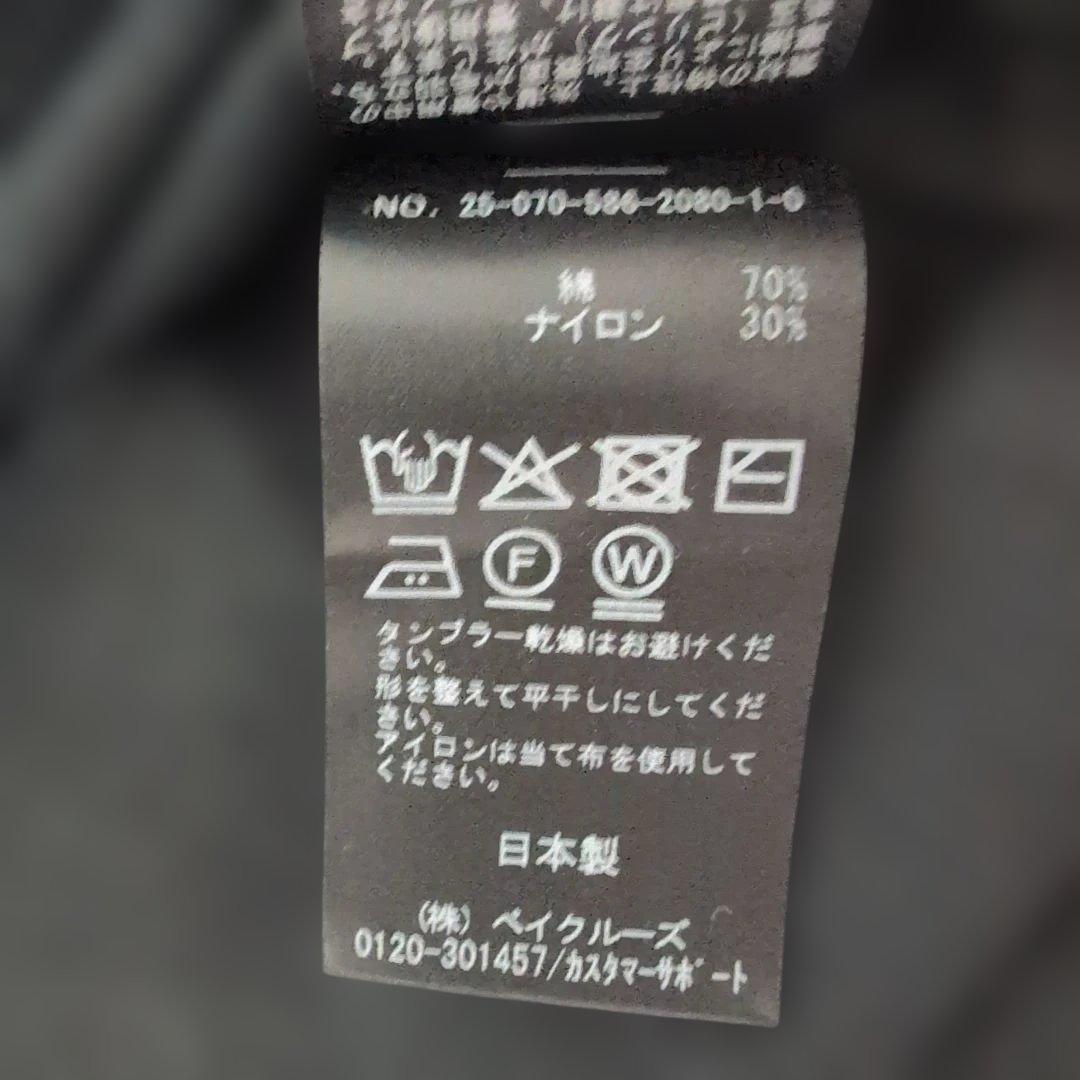 NO. 25-070-586-2080-1-0
綿 70%
ナイロン 30%
F W
タンブラー乾燥はお避けくだ
さい。
形を整えて平干しにしてくだ
さい。
アイロンは当て布を使用して
ください。
日本製
(株) ベイクルーズ
0120-301457/カスタマーサポート